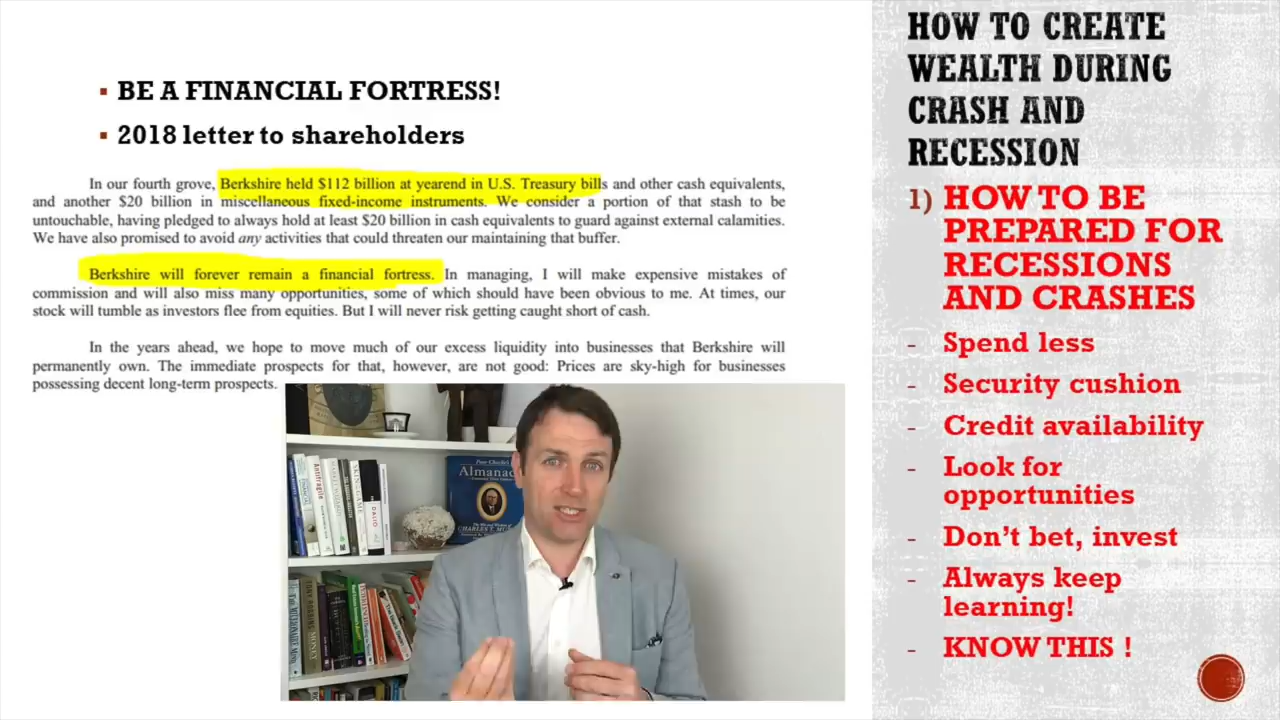 BE A FINANCIAL FORTRESS!
2018 letter to shareholders
In our fourth grove, Berkshire held $112 billion at yearend in U.S. Treasury bills and other cash equivalents,
and another $20 billion in miscellaneous fixed-income instruments. We consider a portion of that stash to be
untouchable, having pledged to always hold at least $20 billion in cash equivalents to guard against external calamities.
We have also promised to avoid any activities that could threaten our maintaining that buffer.
Berkshire will forever remain a financial fortress. In managing, I will make expensive mistakes of
commission and will also miss many opportunities, some of which should have been obvious to me. At times, our
stock will tumble as investors flee from equities. But I will never risk getting caught short of cash.
In the years ahead, we hope to move much of our excess liquidity into businesses that Berkshire will
permanently own. The immediate prospects for that, however, are not good: Prices are sky-high for businesses
possessing decent long-term prospects.
Antifragile
DALIO
Almanac
CHARLES T.
TONY ROBBINS MONEY
HOW TO CREATE
WEALTH DURING
CRASH AND
RECESSION
1) HOW TO BE
PREPARED FOR
RECESSIONS
AND CRASHES
- Spend less
- Security cushion
- Credit availability
- Look for
opportunities
- Don't bet, invest
- Always keep
learning!
- KNOW THIS !